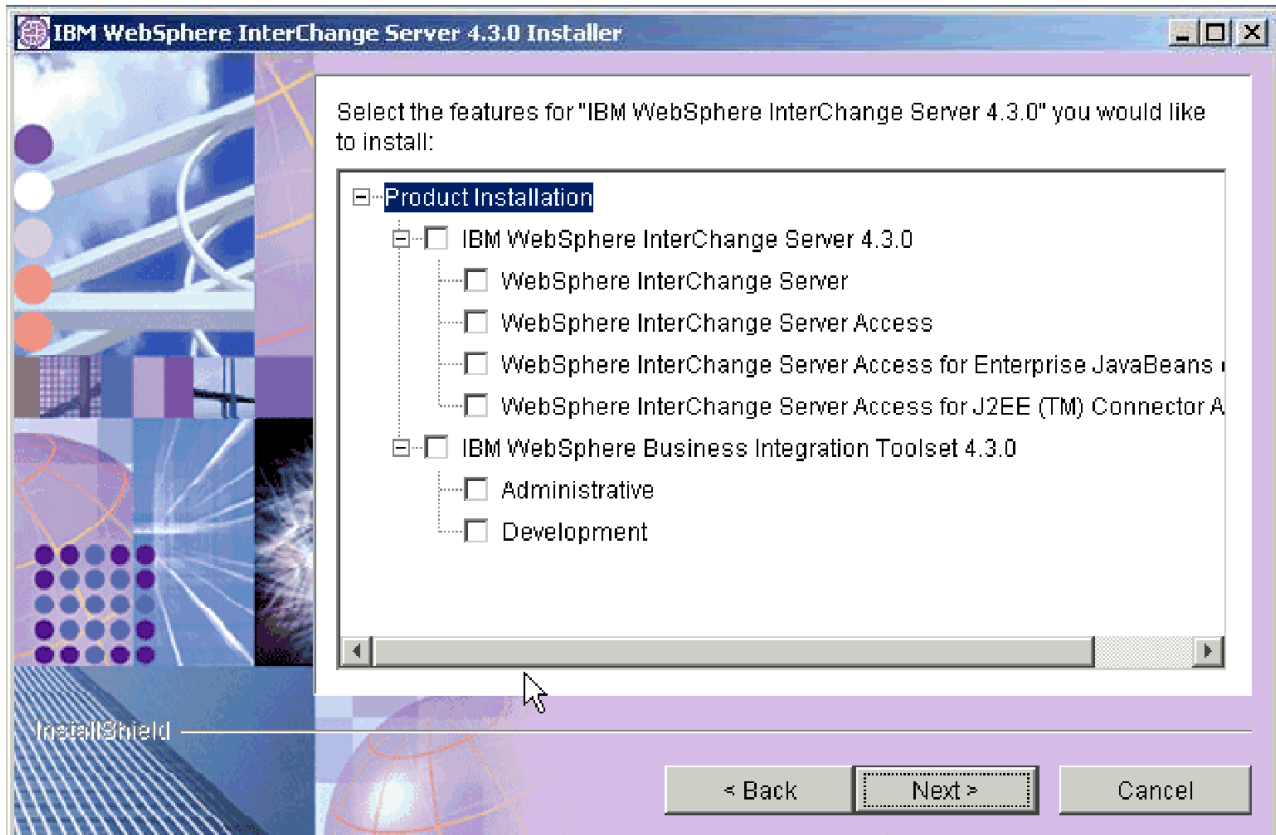 IBM WebSphere InterChange Server 4.3.0 Installer
Select the features for "IBM WebSphere InterChange Server 4.3.0" you would like
to install:
Product Installation
IBM WebSphere InterChange Server 4.3.0
WebSphere InterChange Server
WebSphere InterChange Server Access
WebSphere InterChange Server Access for Enterprise JavaBeans
WebSphere InterChange Server Access for J2EE (TM) Connector A
IBM WebSphere Business Integration Toolset 4.3.0
Administrative
Development
InstallShield
< Back
Next >
Cancel